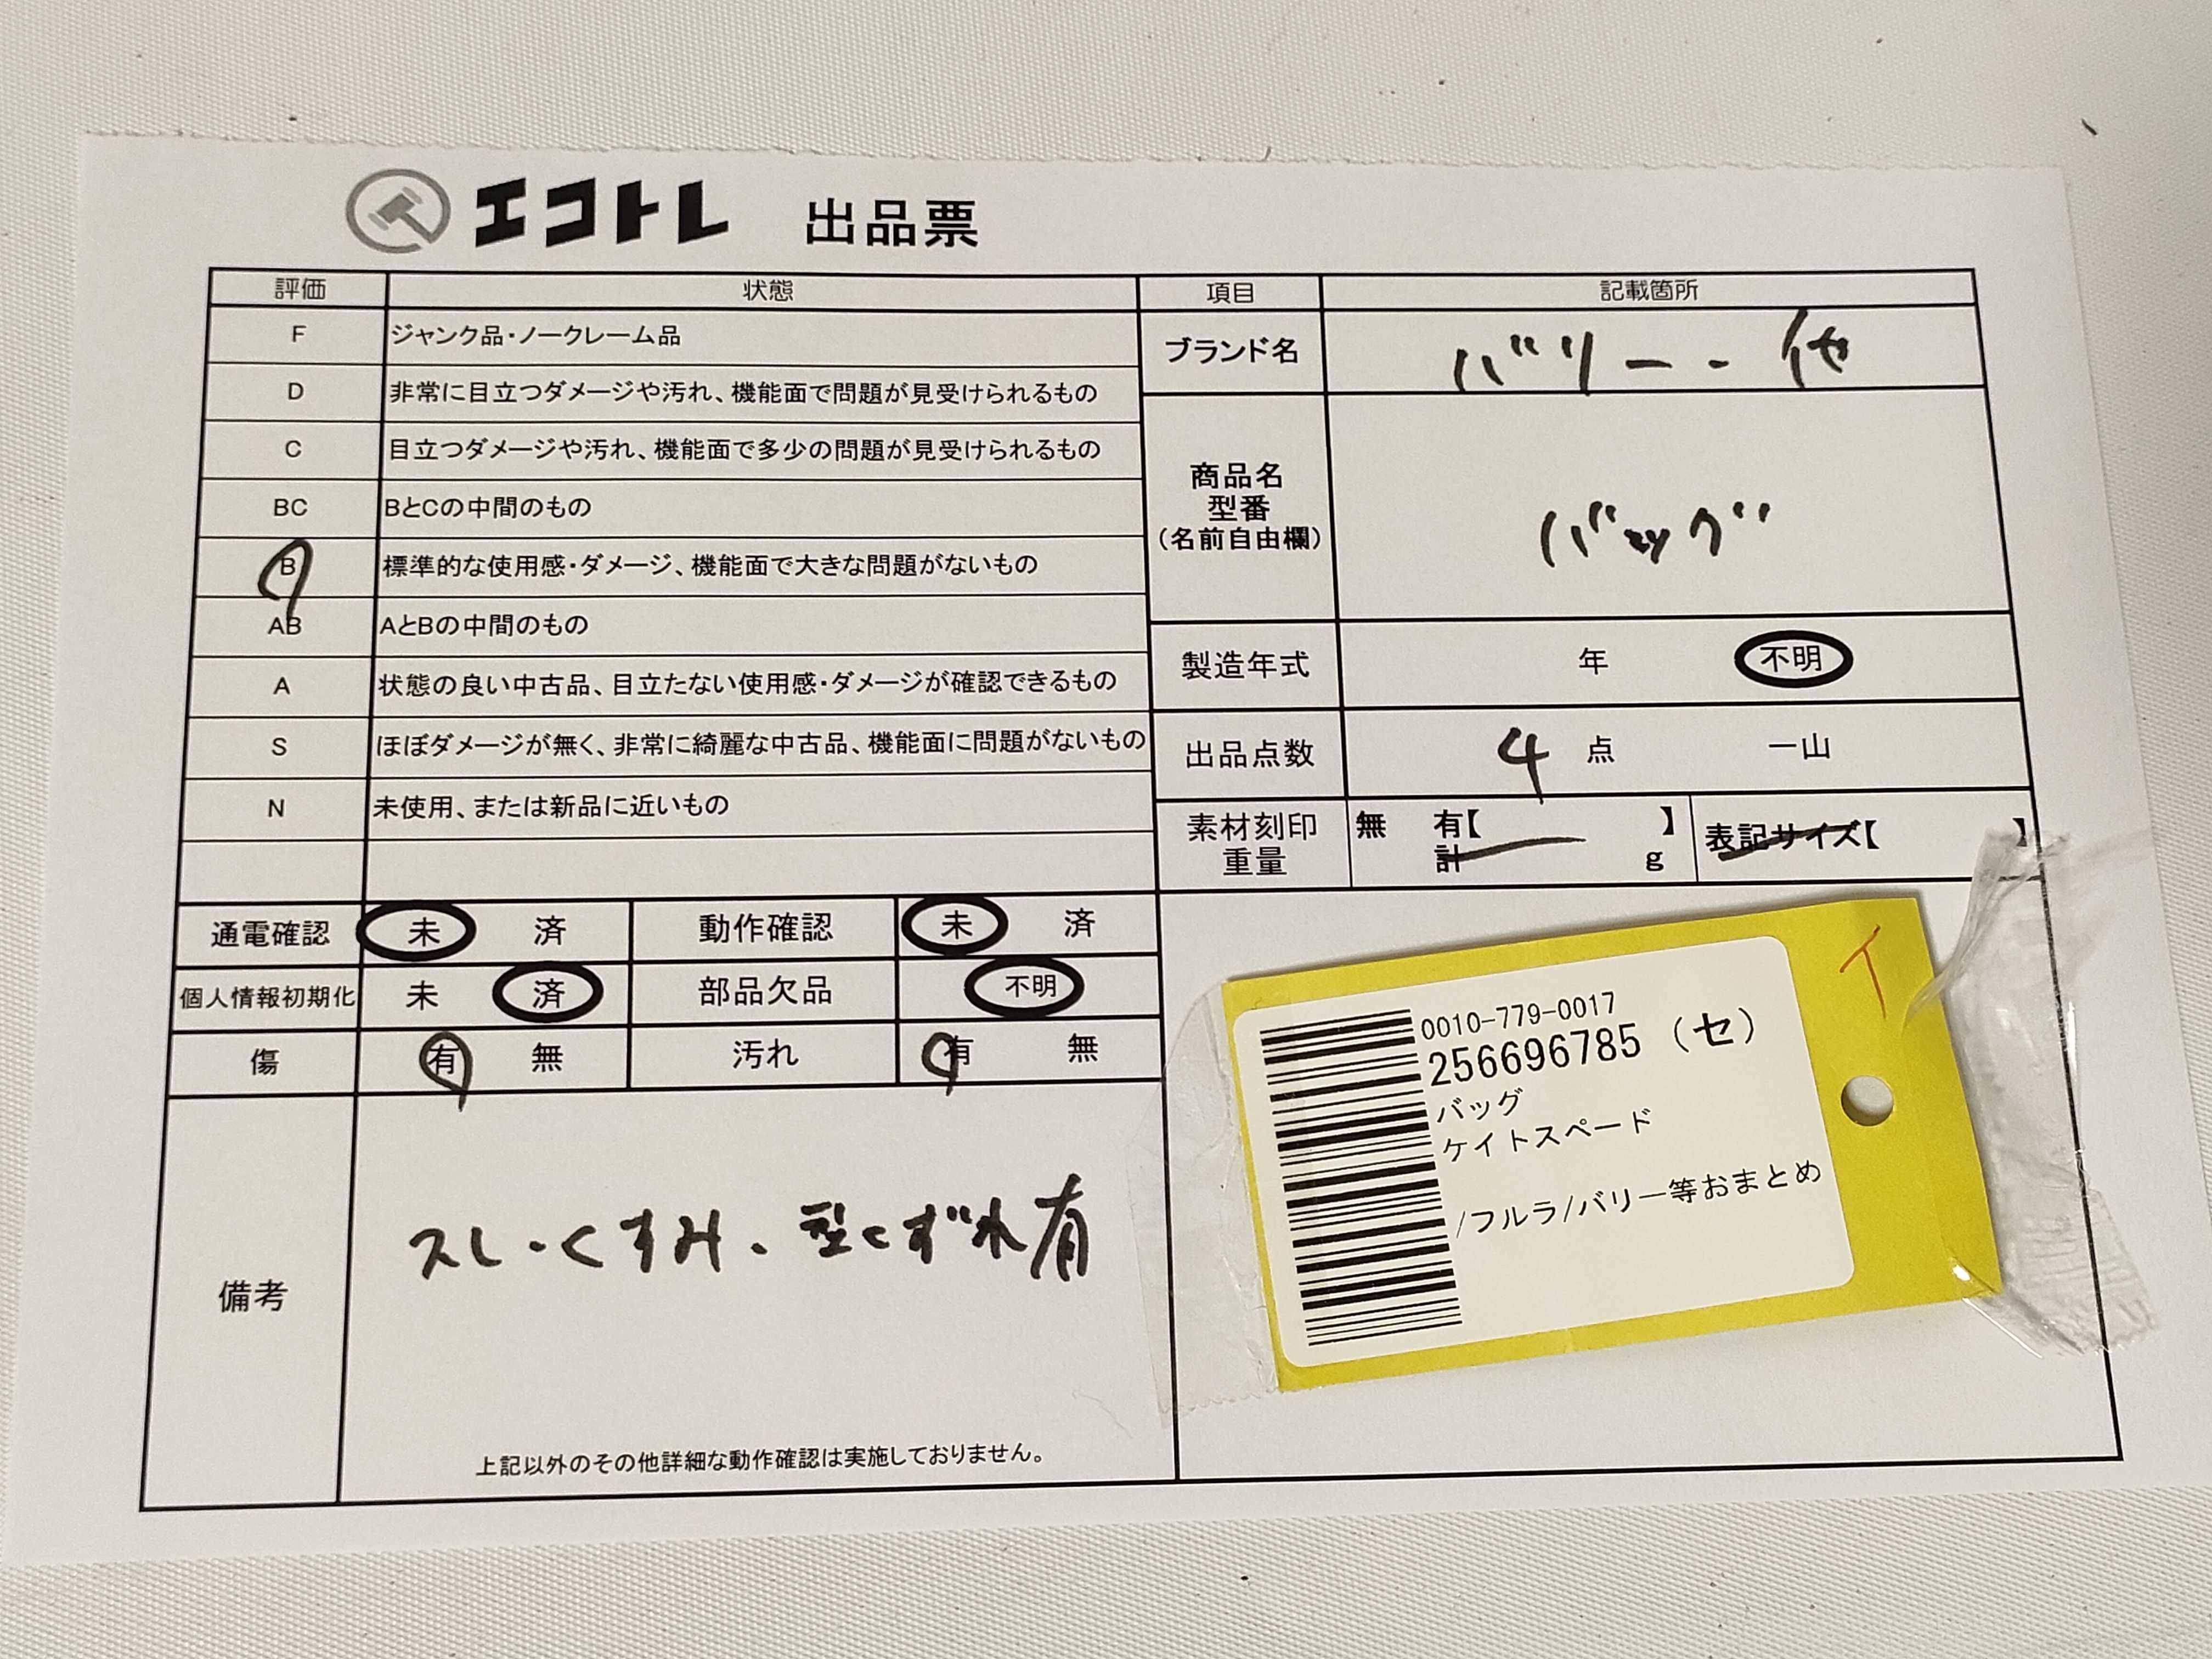 エコトレ 出品票
評価 状態 項目 記載箇所
F ジャンク品・ノークレーム品
D 非常に目立つダメージや汚れ、機能面で問題が見受けられるもの
C 目立つダメージや汚れ、機能面で多少の問題が見受けられるもの
BC BとCの中間のもの
B 標準的な使用感・ダメージ、機能面で大きな問題がないもの
AB AとBの中間のもの
A 状態の良い中古品、目立たない使用感・ダメージが確認できるもの
S ほぼダメージが無く、非常に綺麗な中古品、機能面に問題がないもの
N 未使用、または新品に近いもの
ブランド名 バリー - 他
商品名
型番
(名前自由欄)
バッグ
製造年式 年 不明
出品点数 4 点 一山
素材刻印 無 有【 】 表記サイズ【 】
重量 計 g
通電確認 未 済 動作確認 未 済
個人情報初期化 未 済 部品欠品 不明
傷 有 無 汚れ 有 無
備考
スレ・くすみ・型くずれ有
上記以外のその他詳細な動作確認は実施しておりません。
イ
0010-779-0017
256696785 (セ)
バッグ
ケイトスペード
/フルラ/バリー等おまとめ